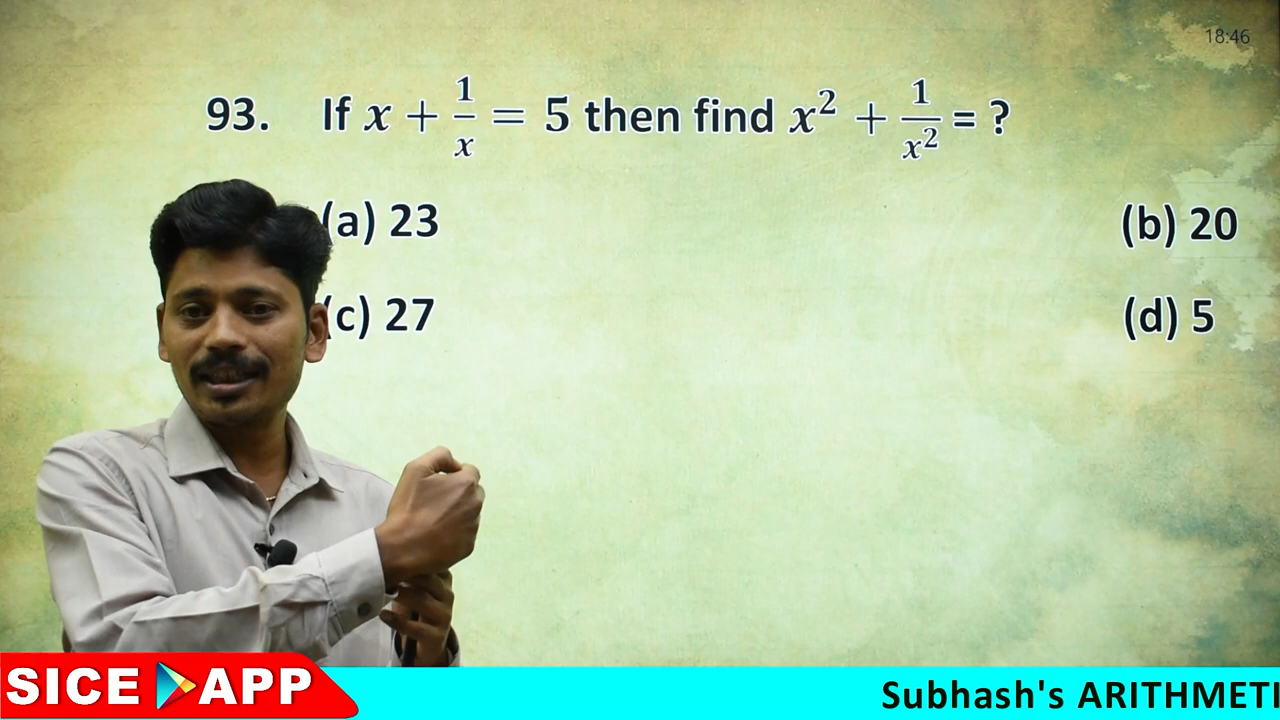 18:46
93. If x + 1/x = 5 then find x² + 1/x² = ?
(a) 23 (b) 20
(c) 27 (d) 5
SICE APP
Subhash's ARITHMETI